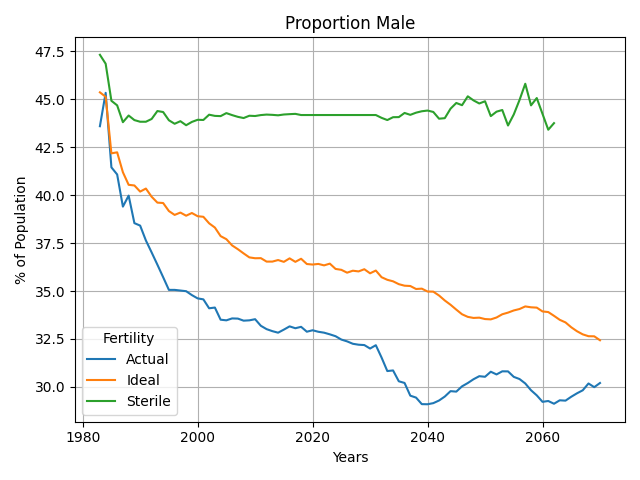 Proportion Male
% of Population
47.5
45.0
42.5
40.0
37.5
35.0
32.5
30.0
Fertility
Actual
Ideal
Sterile
1980
2000
2020
2040
2060
Years